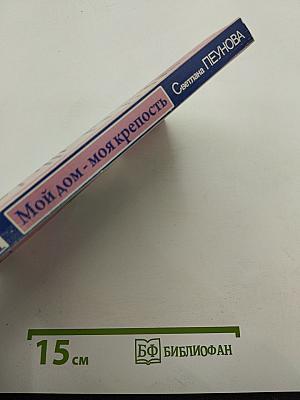 Светлана ПЕУНОВА
Мой дом - моя крепость
15 см
БФ БИБЛИОФАН